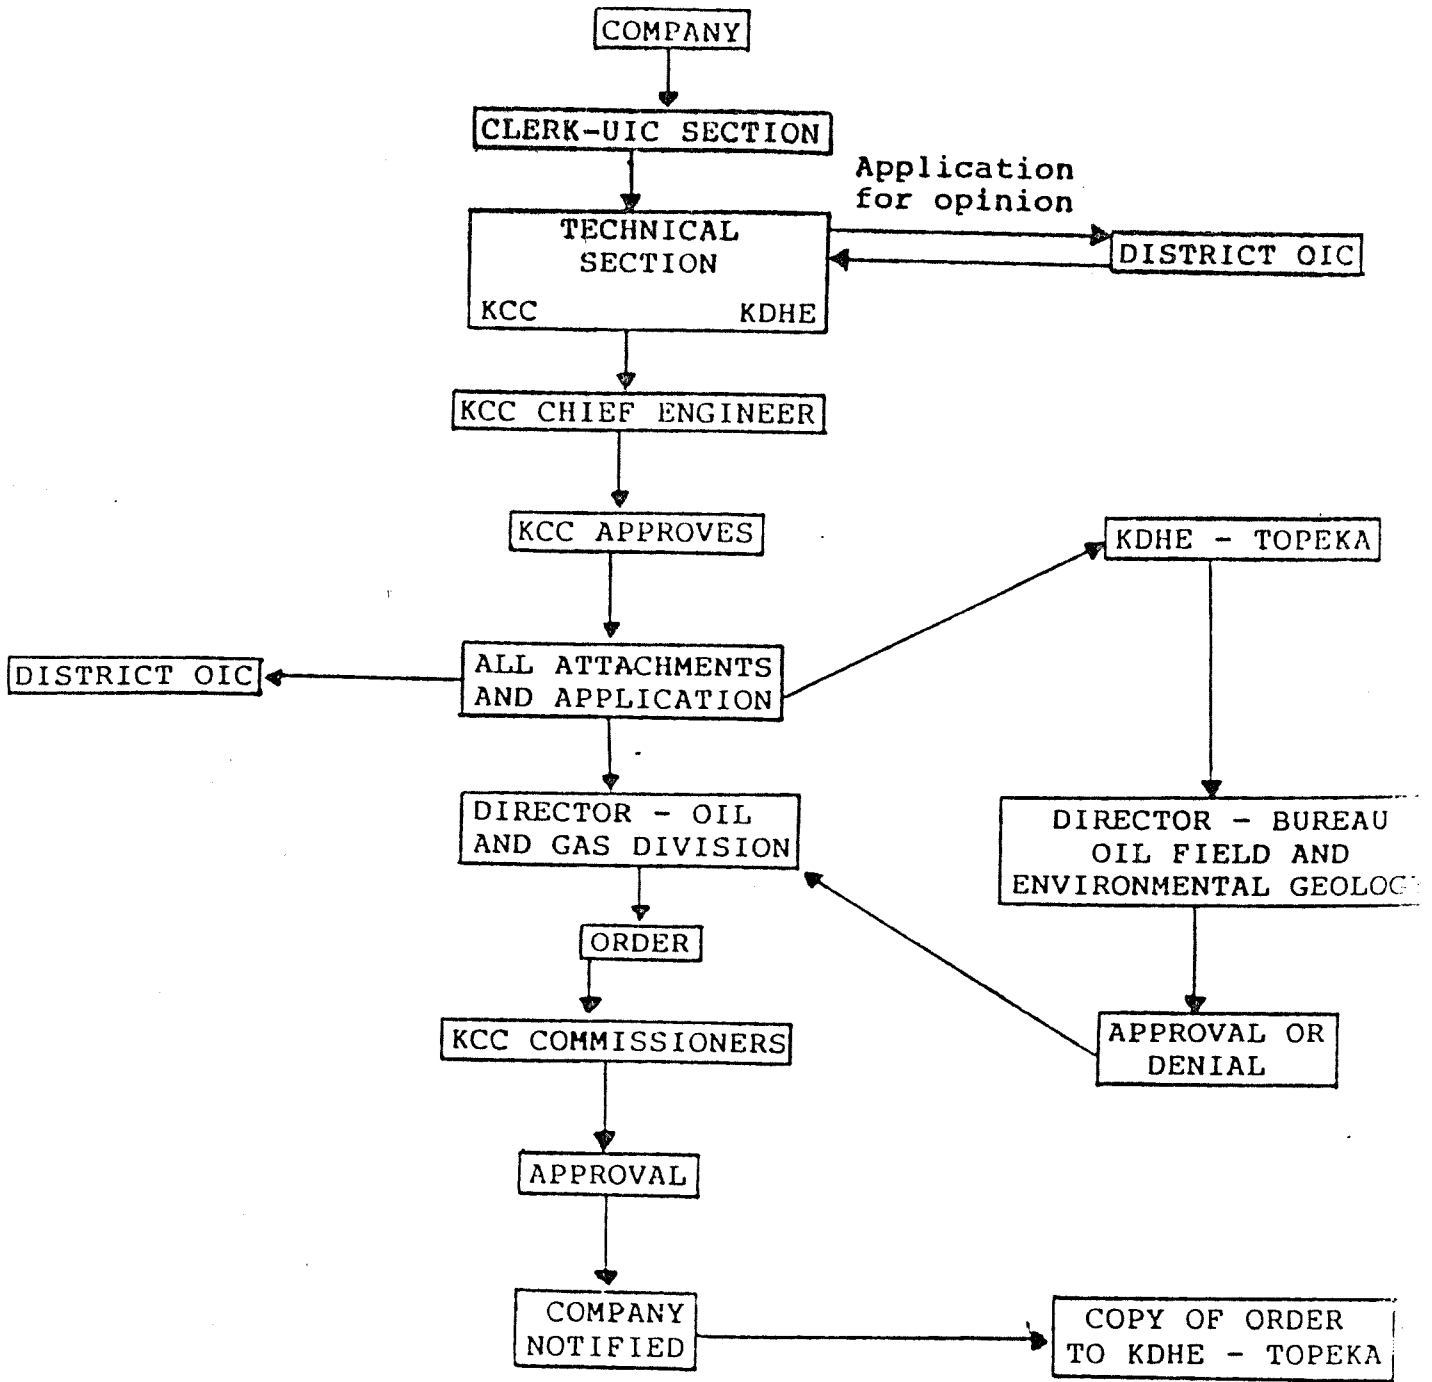 COMPANY
CLERK-UIC SECTION
Application
for opinion
TECHNICAL
SECTION
KCC KDHE
DISTRICT OIC
KCC CHIEF ENGINEER
KCC APPROVES
KDHE - TOPEKA
DISTRICT OIC
ALL ATTACHMENTS
AND APPLICATION
DIRECTOR - OIL
AND GAS DIVISION
DIRECTOR - BUREAU
OIL FIELD AND
ENVIRONMENTAL GEOLOG
ORDER
KCC COMMISSIONERS
APPROVAL OR
DENIAL
APPROVAL
COMPANY
NOTIFIED
COPY OF ORDER
TO KDHE - TOPEKA